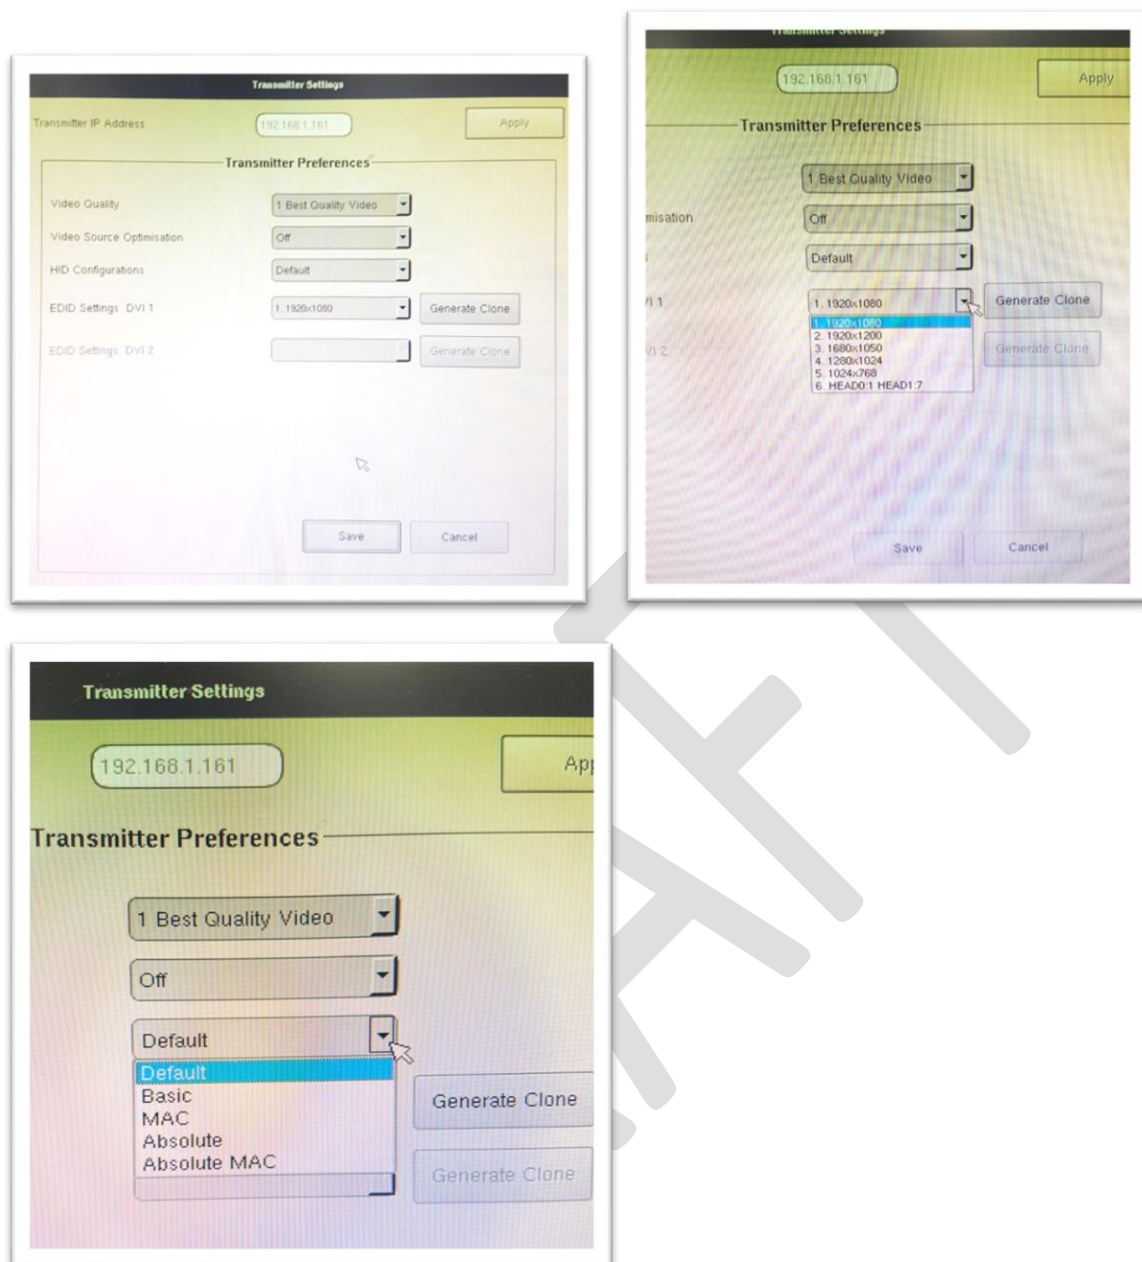 Transmitter Settings
Transmitter IP Address 192.168.1.161 Apply
Transmitter Preferences
Video Quality 1 Best Quality Video
Video Source Optimisation Off
HID Configurations Default
EDID Settings DVI 1 1. 1920x1080 Generate Clone
EDID Settings DVI 2 Generate Clone
Save Cancel
Transmitter Settings
192.168.1.161 Apply
Transmitter Preferences
1 Best Quality Video
misation Off
Default
VI 1 1. 1920x1080 Generate Clone
1. 1920x1080
2. 1920x1200
3. 1680x1050
VI 2 Generate Clone
4. 1280x1024
5. 1024x768
6. HEAD0:1 HEAD1:7
Save Cancel
Transmitter Settings
192.168.1.161 App
Transmitter Preferences
1 Best Quality Video
Off
Default
Default
Basic
Generate Clone
MAC
Absolute
Absolute MAC
Generate Clone